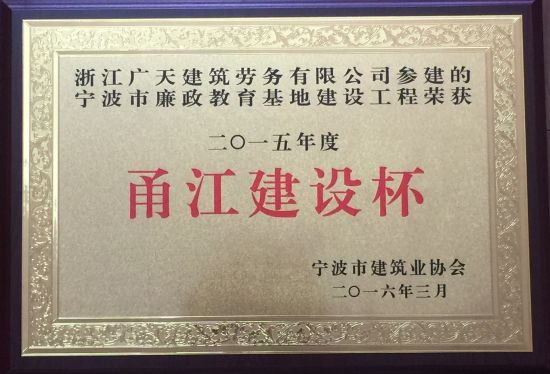 浙江广天建筑劳务有限公司参建的
宁波市廉政教育基地建设工程荣获
二〇一五年度
甬江建设杯
宁波市建筑业协会
二〇一六年三月